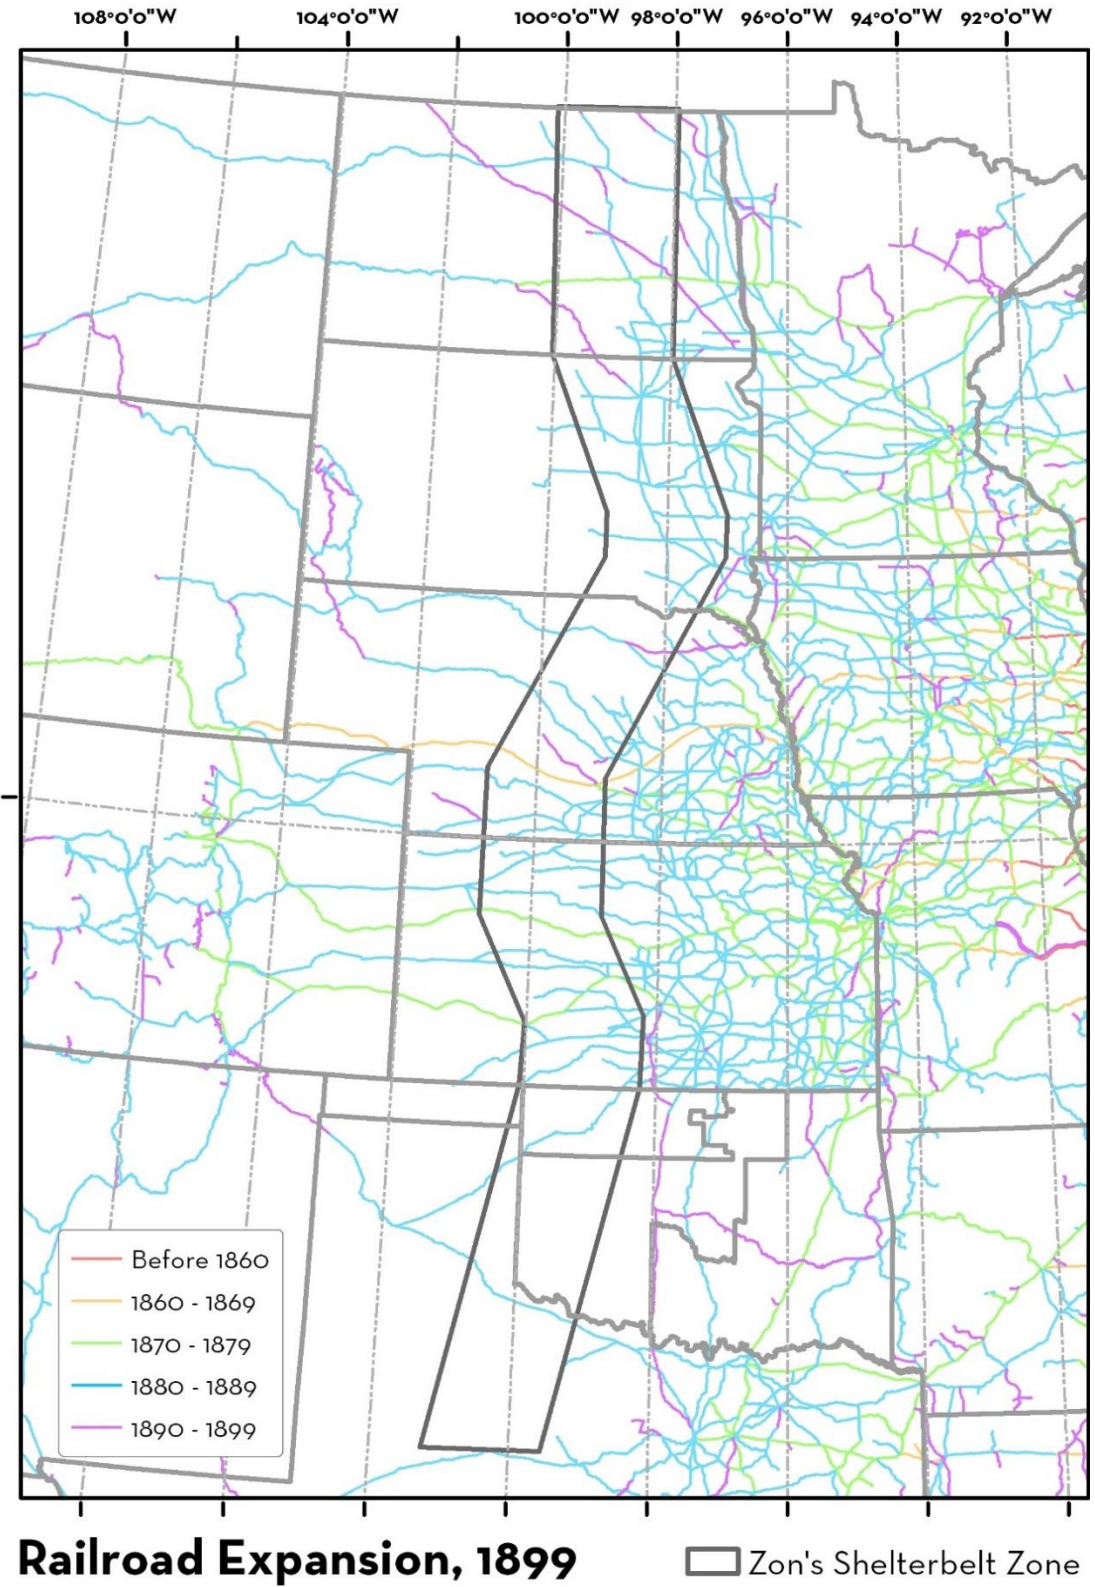 108°0'0"W 104°0'0"W 100°0'0"W 98°0'0"W 96°0'0"W 94°0'0"W 92°0'0"W
Before 1860
1860 - 1869
1870 - 1879
1880 - 1889
1890 - 1899
Railroad Expansion, 1899 Zon's Shelterbelt Zone